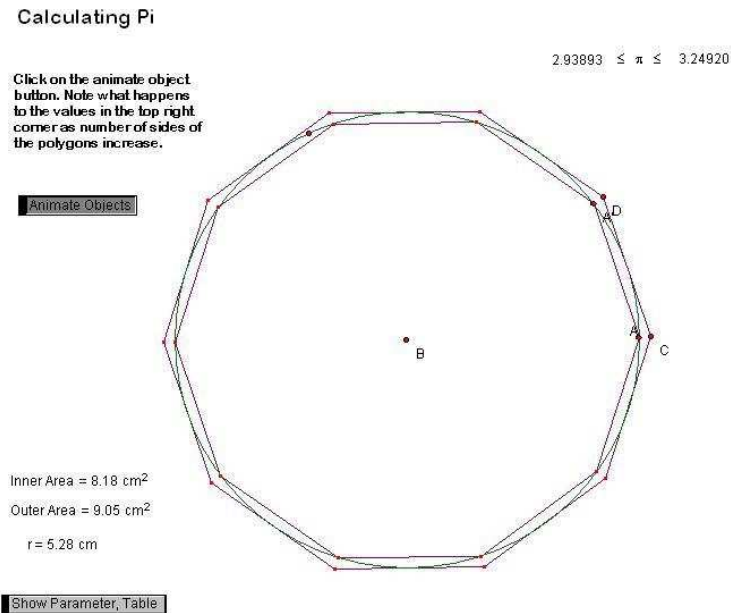 Calculating Pi
2.93893 ≤ π ≤ 3.24920
Click on the animate object
button. Note what happens
to the values in the top right
corner as number of sides of
the polygons increase.
Animate Objects
D
A'
A
C
B
Inner Area = 8.18 cm²
Outer Area = 9.05 cm²
r = 5.28 cm
Show Parameter, Table